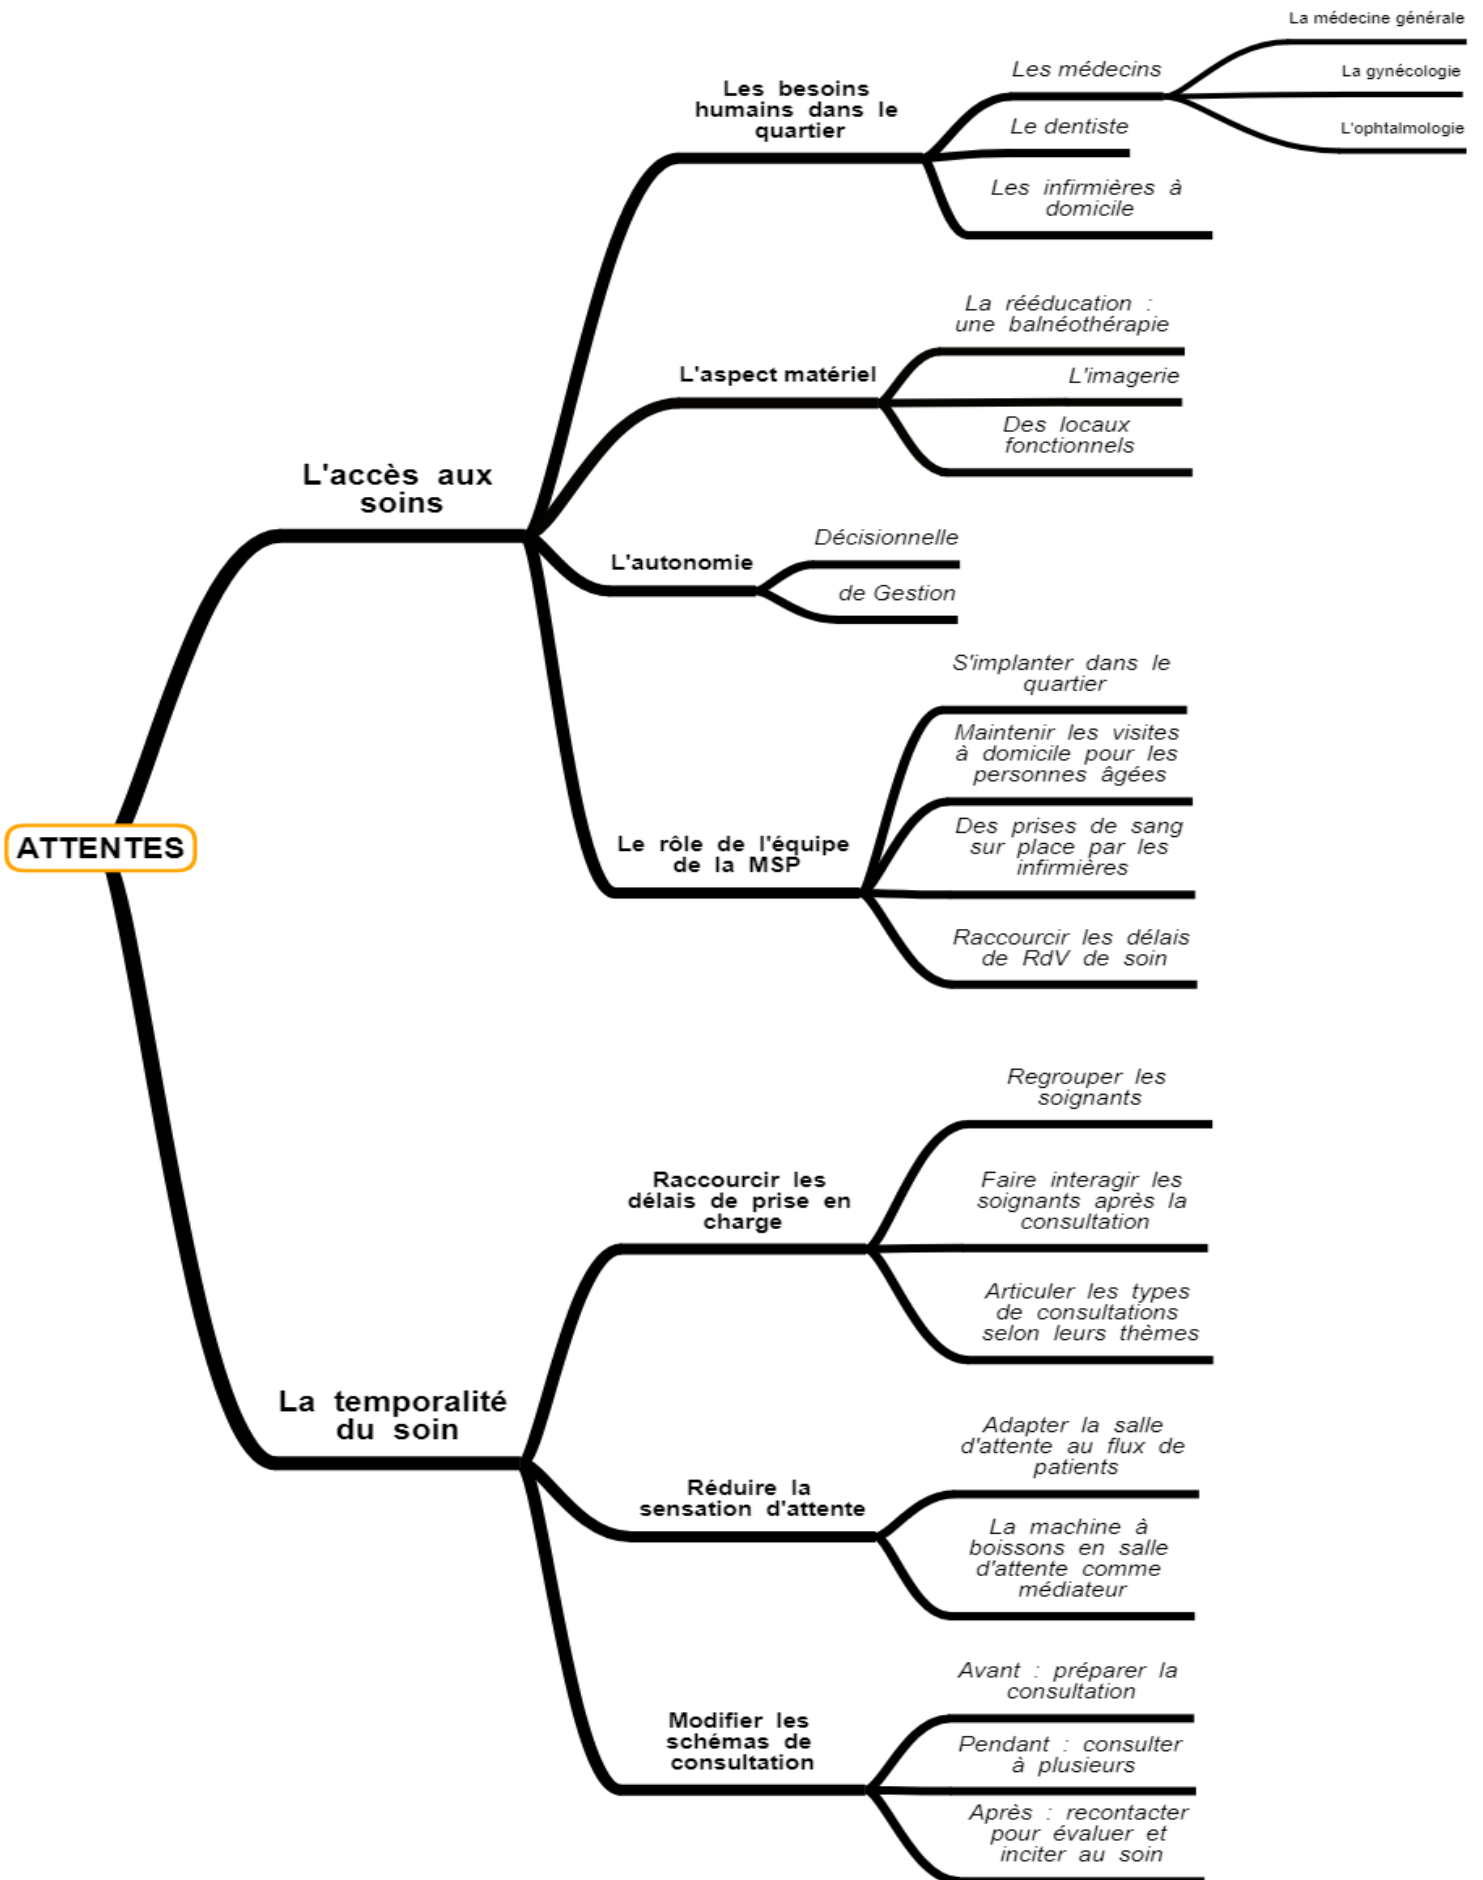 La médecine générale
Les médecins
La gynécologie
Les besoins
humains dans le
quartier
Le dentiste
L'ophtalmologie
Les infirmières à
domicile
La rééducation :
une balnéothérapie
L'aspect matériel
L'imagerie
Des locaux
fonctionnels
L'accès aux
soins
Décisionnelle
L'autonomie
de Gestion
S'implanter dans le
quartier
Maintenir les visites
à domicile pour les
personnes âgées
ATTENTES
Le rôle de l'équipe
de la MSP
Des prises de sang
sur place par les
infirmières
Raccourcir les délais
de RdV de soin
Regrouper les
soignants
Raccourcir les
délais de prise en
charge
Faire interagir les
soignants après la
consultation
Articuler les types
de consultations
selon leurs thèmes
La temporalité
du soin
Adapter la salle
d'attente au flux de
patients
Réduire la
sensation d'attente
La machine à
boissons en salle
d'attente comme
médiateur
Avant : préparer la
consultation
Modifier les
schémas de
consultation
Pendant : consulter
à plusieurs
Après : recontacter
pour évaluer et
inciter au soin